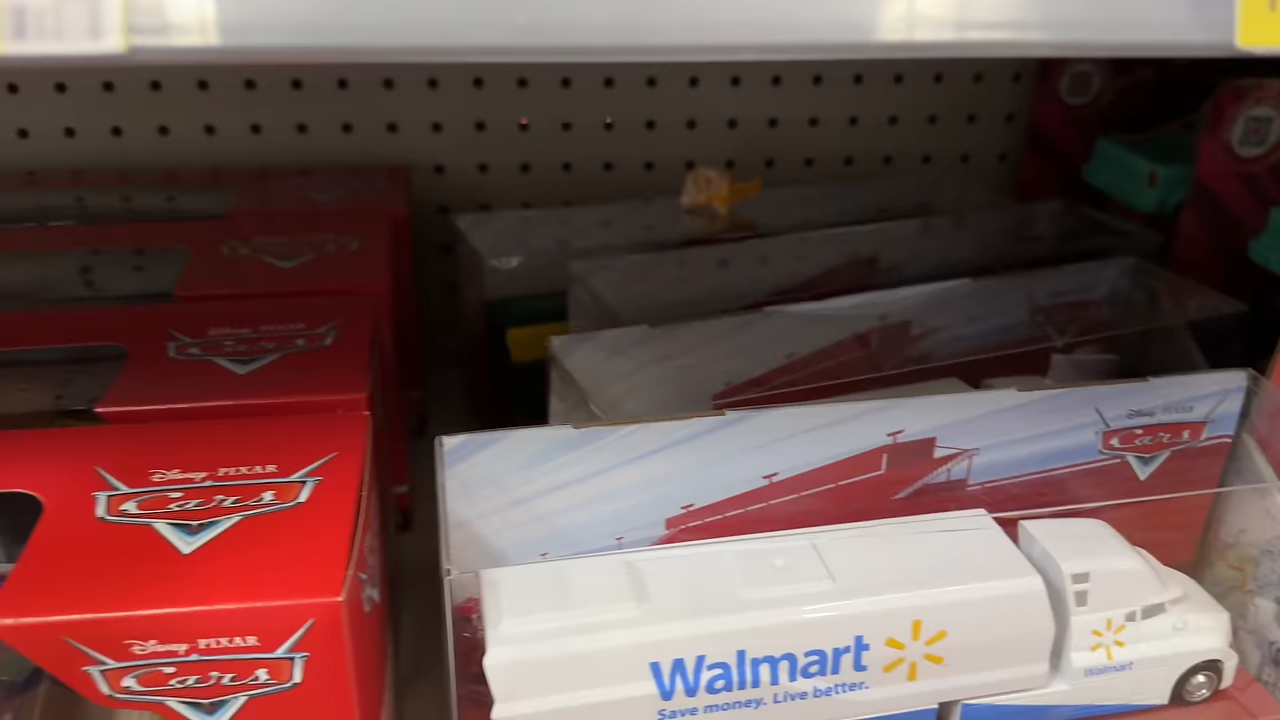 Disney·PIXAR
Cars
Disney·PIXAR
Cars
Disney·PIXAR
Cars
Disney PIXAR
Cars
Walmart
Save money. Live better.
Walmart